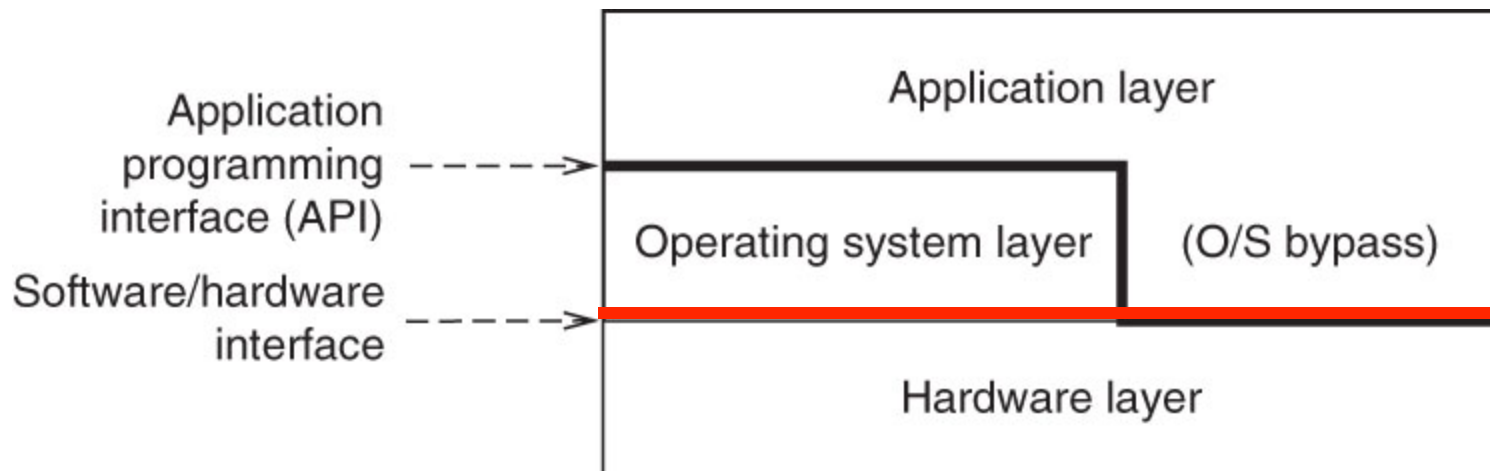 Application layer
Application
programming
interface (API)
Operating system layer
(O/S bypass)
Software/hardware
interface
Hardware layer